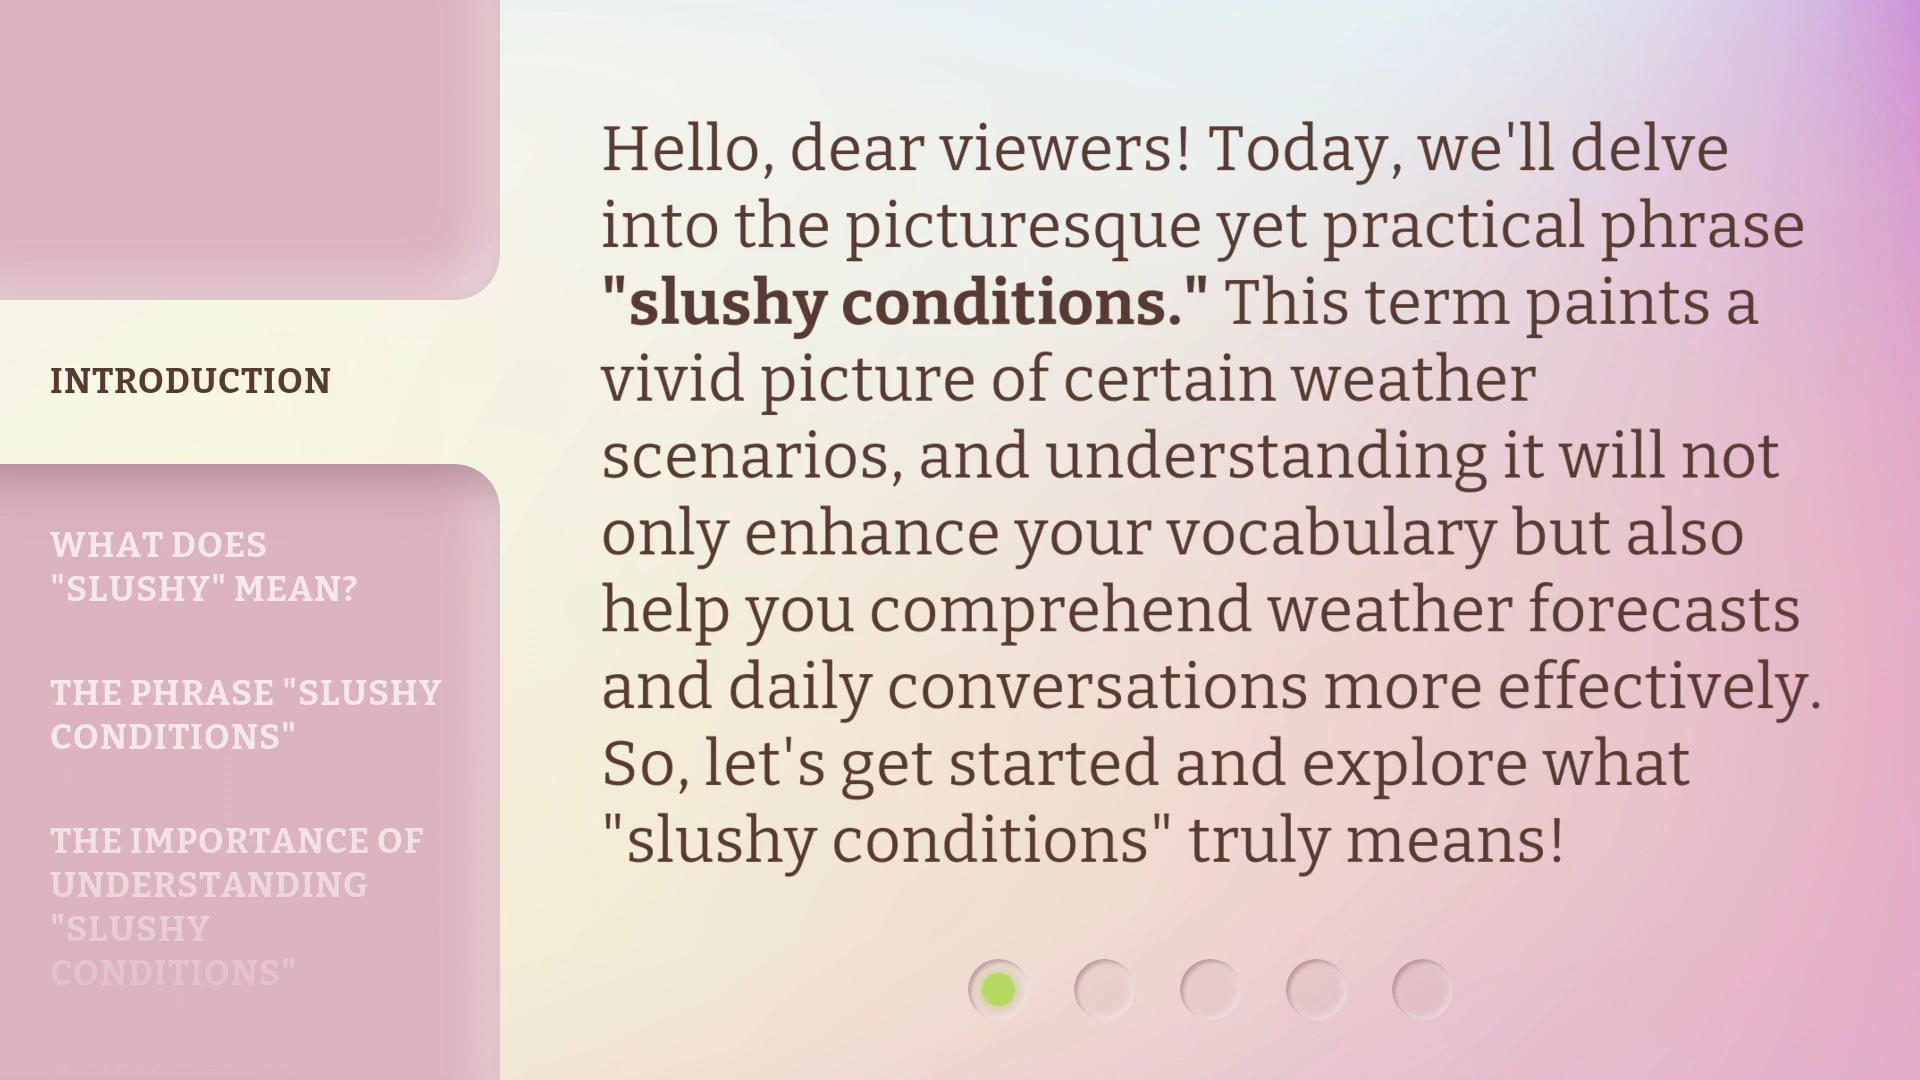 INTRODUCTION
WHAT DOES
"SLUSHY" MEAN?
THE PHRASE "SLUSHY
CONDITIONS"
THE IMPORTANCE OF
UNDERSTANDING
"SLUSHY
CONDITIONS"
Hello, dear viewers! Today, we'll delve
into the picturesque yet practical phrase
"slushy conditions." This term paints a
vivid picture of certain weather
scenarios, and understanding it will not
only enhance your vocabulary but also
help you comprehend weather forecasts
and daily conversations more effectively.
So, let's get started and explore what
"slushy conditions" truly means!